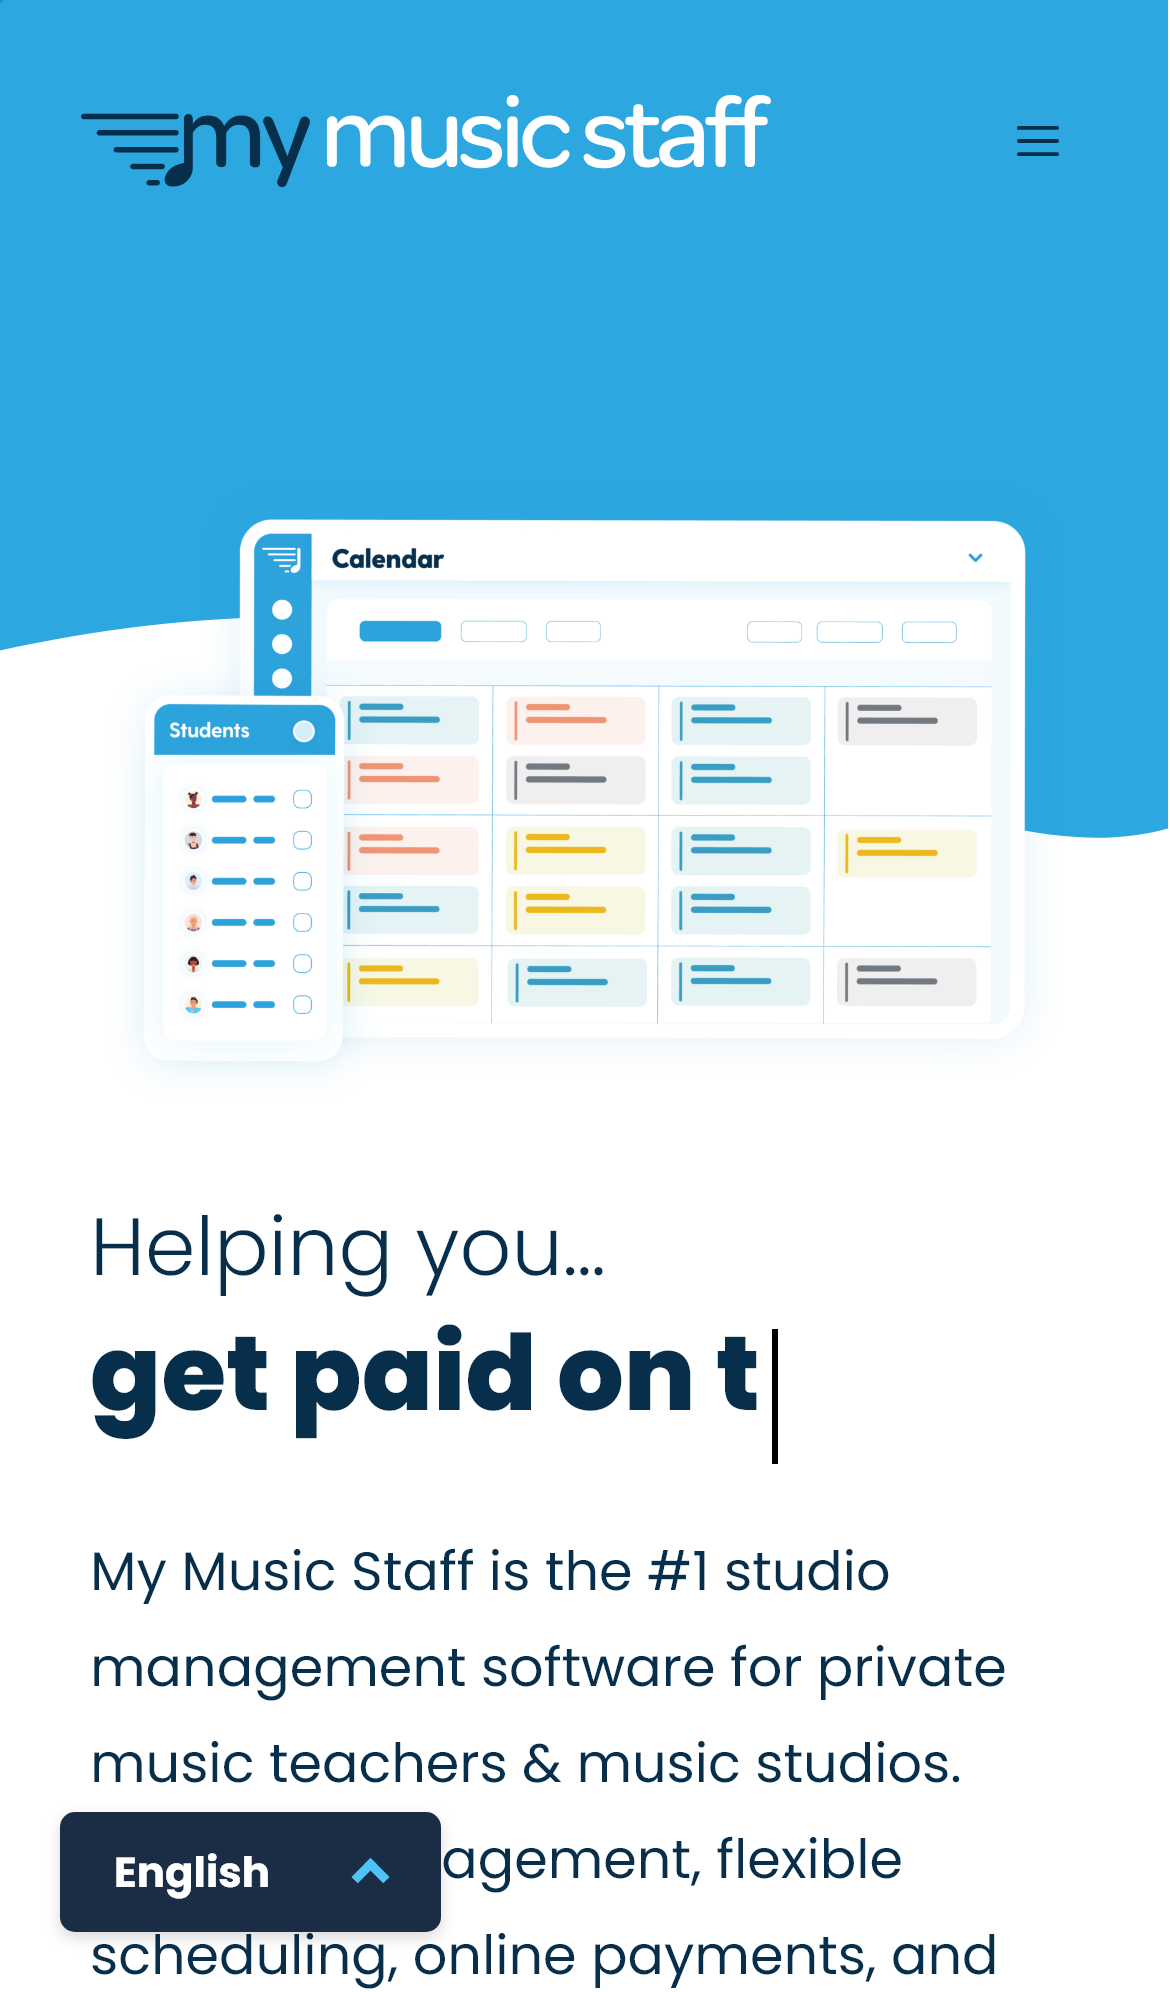 my music staff
Calendar
Students
Helping you...
get paid on t
My Music Staff is the #1 studio
management software for private
music teachers & music studios.
agement, flexible
English
scheduling, online payments, and